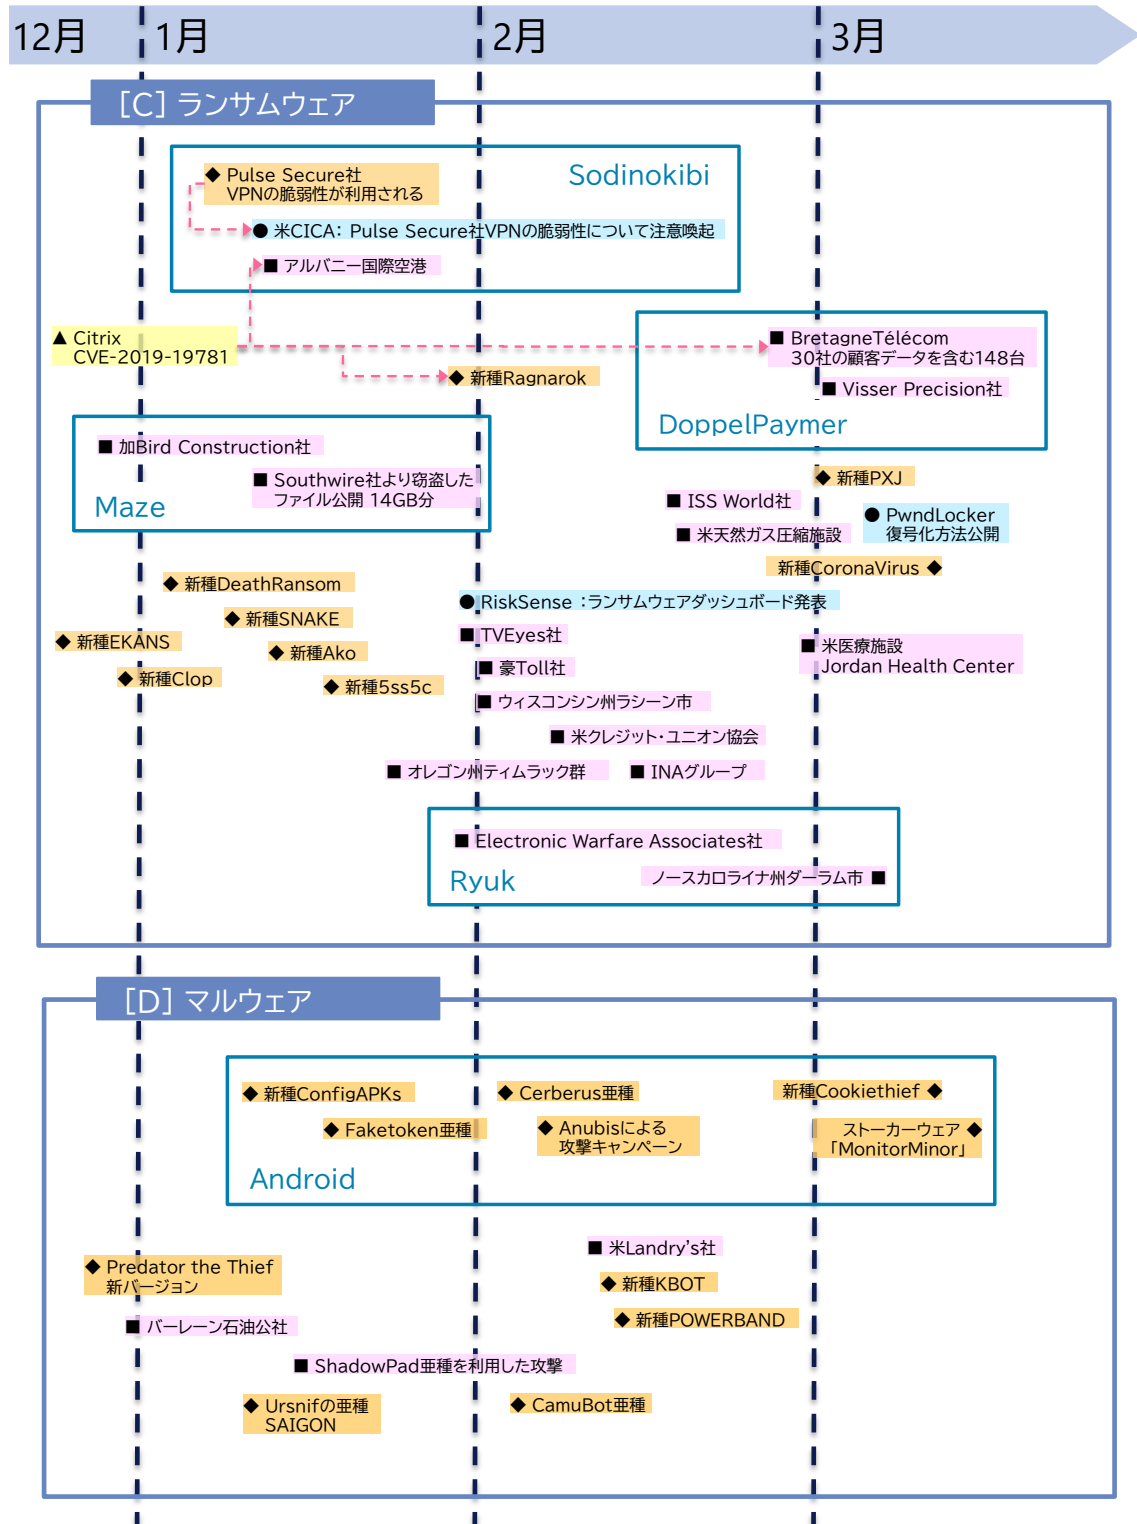 12月 1月 2月 3月
[C] ランサムウェア
Sodinokibi
◆ Pulse Secure社
VPNの脆弱性が利用される
● 米CICA： Pulse Secure社VPNの脆弱性について注意喚起
■ アルバニー国際空港
▲ Citrix
CVE-2019-19781
■ BretagneTélécom
30社の顧客データを含む148台
◆ 新種Ragnarok
■ Visser Precision社
DoppelPaymer
■ 加Bird Construction社
■ Southwire社より窃盗した
ファイル公開 14GB分
Maze
◆ 新種PXJ
■ ISS World社
● PwndLocker
復号化方法公開
■ 米天然ガス圧縮施設
新種CoronaVirus ◆
◆ 新種DeathRansom
● RiskSense ：ランサムウェアダッシュボード発表
◆ 新種SNAKE
■ TVEyes社
◆ 新種EKANS
◆ 新種Ako
■ 米医療施設
Jordan Health Center
■ 豪Toll社
◆ 新種Clop
◆ 新種5ss5c
■ ウィスコンシン州ラシーン市
■ 米クレジット・ユニオン協会
■ オレゴン州ティムラック群
■ INAグループ
■ Electronic Warfare Associates社
Ryuk
ノースカロライナ州ダーラム市 ■
[D] マルウェア
◆ 新種ConfigAPKs
◆ Cerberus亜種
新種Cookiethief ◆
◆ Faketoken亜種
◆ Anubisによる
攻撃キャンペーン
ストーカーウェア ◆
「MonitorMinor」
Android
■ 米Landry's社
◆ Predator the Thief
新バージョン
◆ 新種KBOT
■ バーレーン石油公社
◆ 新種POWERBAND
■ ShadowPad亜種を利用した攻撃
◆ Ursnifの亜種
SAIGON
◆ CamuBot亜種